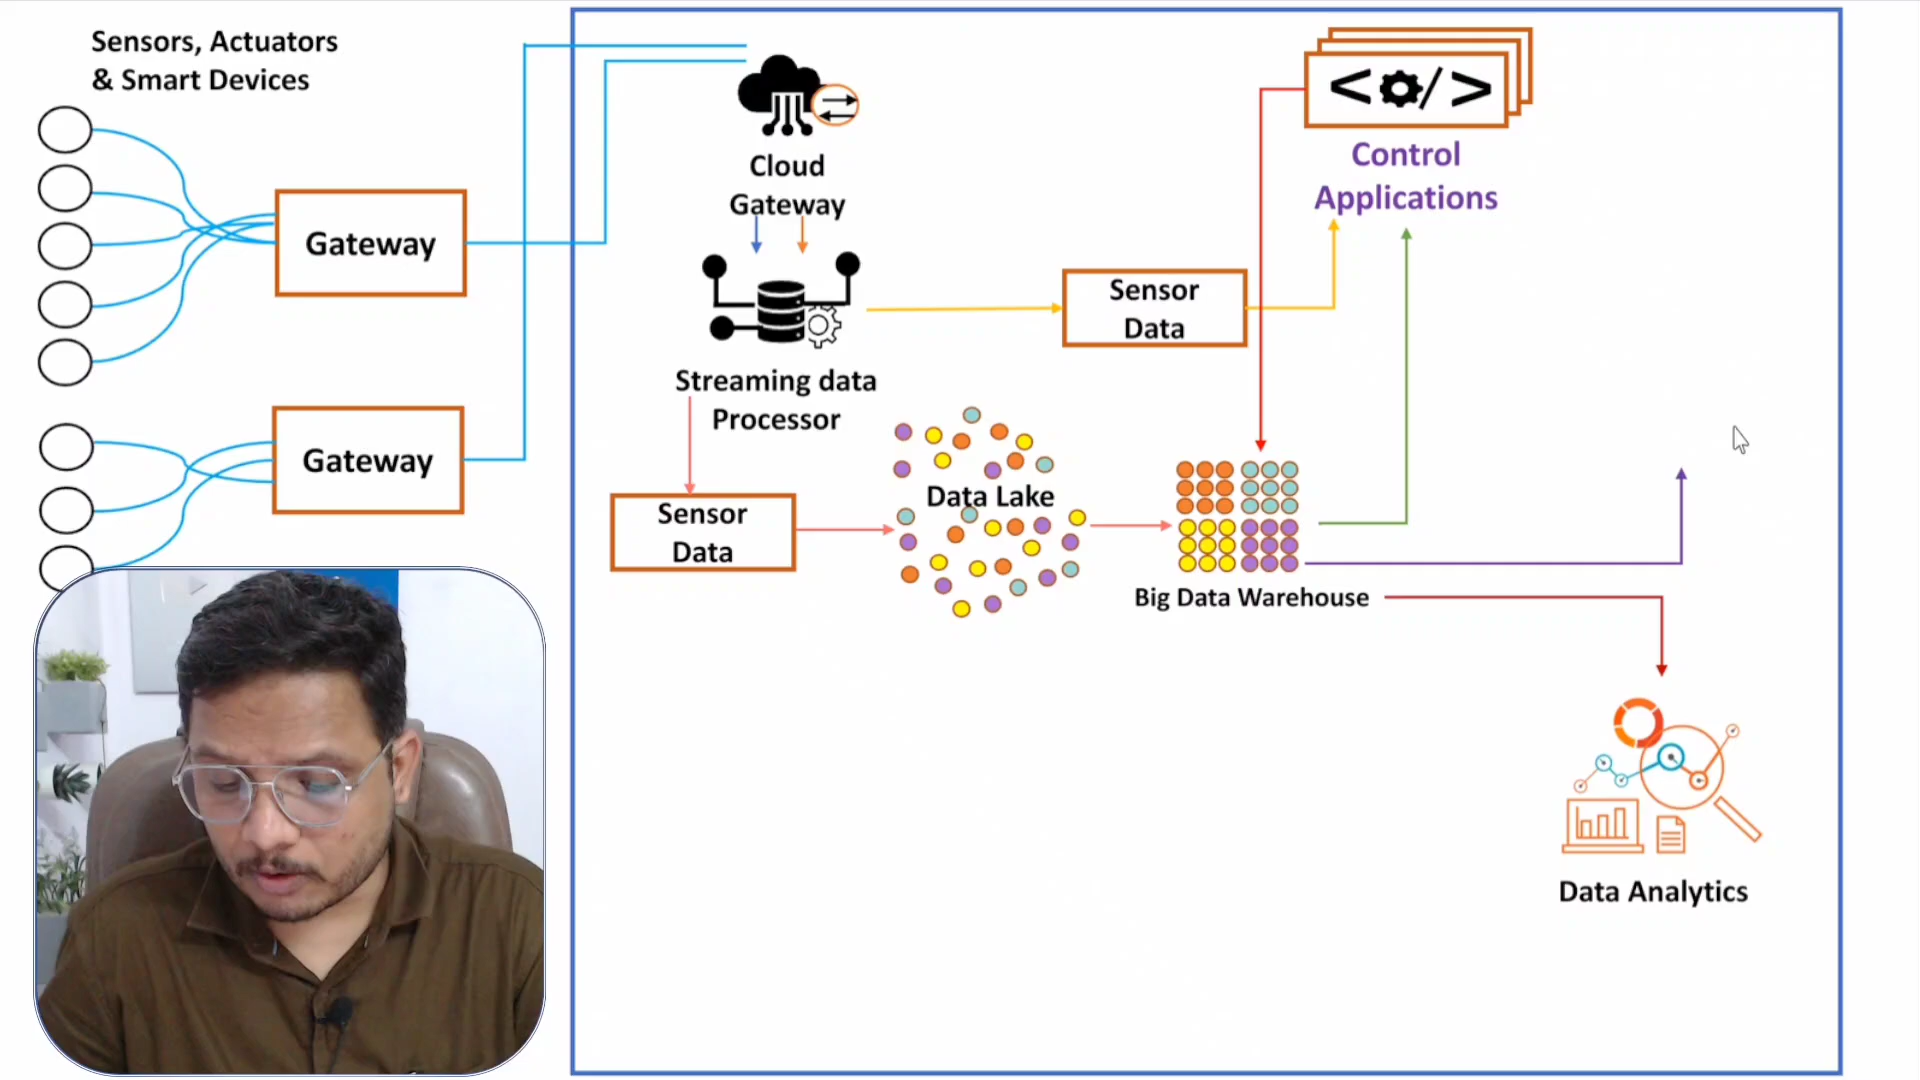 Sensors, Actuators
& Smart Devices
Gateway
Gateway
Cloud
Gateway
Streaming data
Processor
Sensor
Data
Sensor
Data
Data Lake
Big Data Warehouse
Control
Applications
Data Analytics